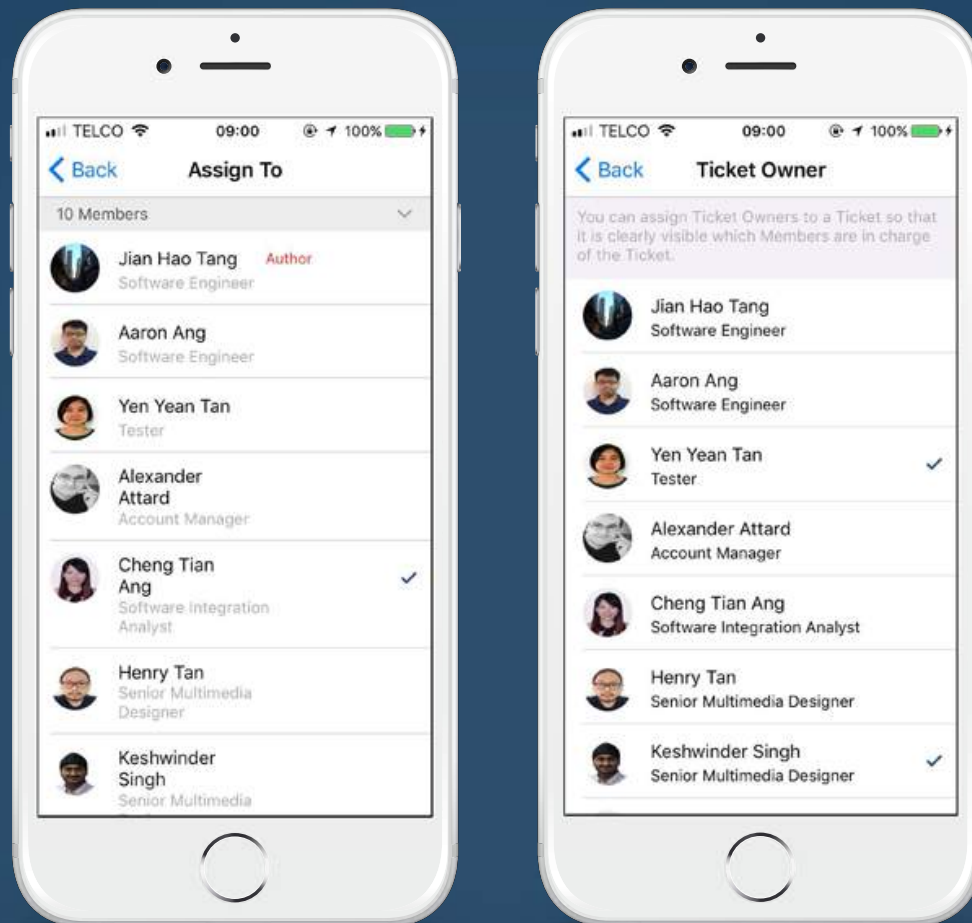 TELCO 09:00 100%
Back Assign To
10 Members
Jian Hao Tang Author
Software Engineer
Aaron Ang
Software Engineer
Yen Yean Tan
Tester
Alexander
Attard
Account Manager
Cheng Tian
Ang
Software Integration
Analyst
Henry Tan
Senior Multimedia
Designer
Keshwinder
Singh
Senior Multimedia
TELCO 09:00 100%
Back Ticket Owner
You can assign Ticket Owners to a Ticket so that
it is clearly visible which Members are in charge
of the Ticket.
Jian Hao Tang
Software Engineer
Aaron Ang
Software Engineer
Yen Yean Tan
Tester
Alexander Attard
Account Manager
Cheng Tian Ang
Software Integration Analyst
Henry Tan
Senior Multimedia Designer
Keshwinder Singh
Senior Multimedia Designer